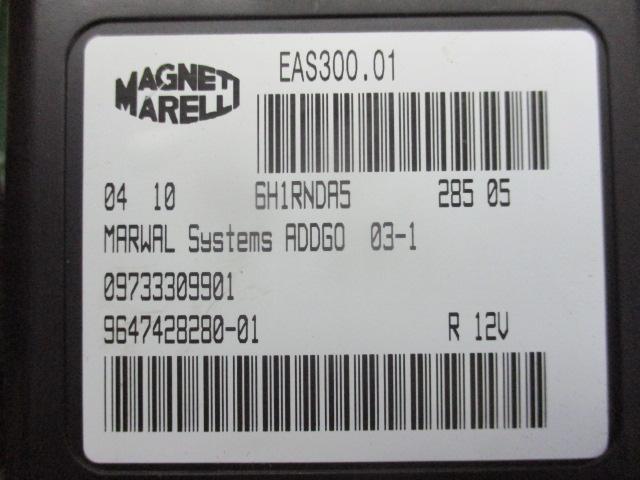 MAGNETI
MARELLI
EAS300.01
04 10 6H1RNDA5 285 05
MARWAL Systems ADDGO 03-1
09733309901
9647428280-01 R 12V